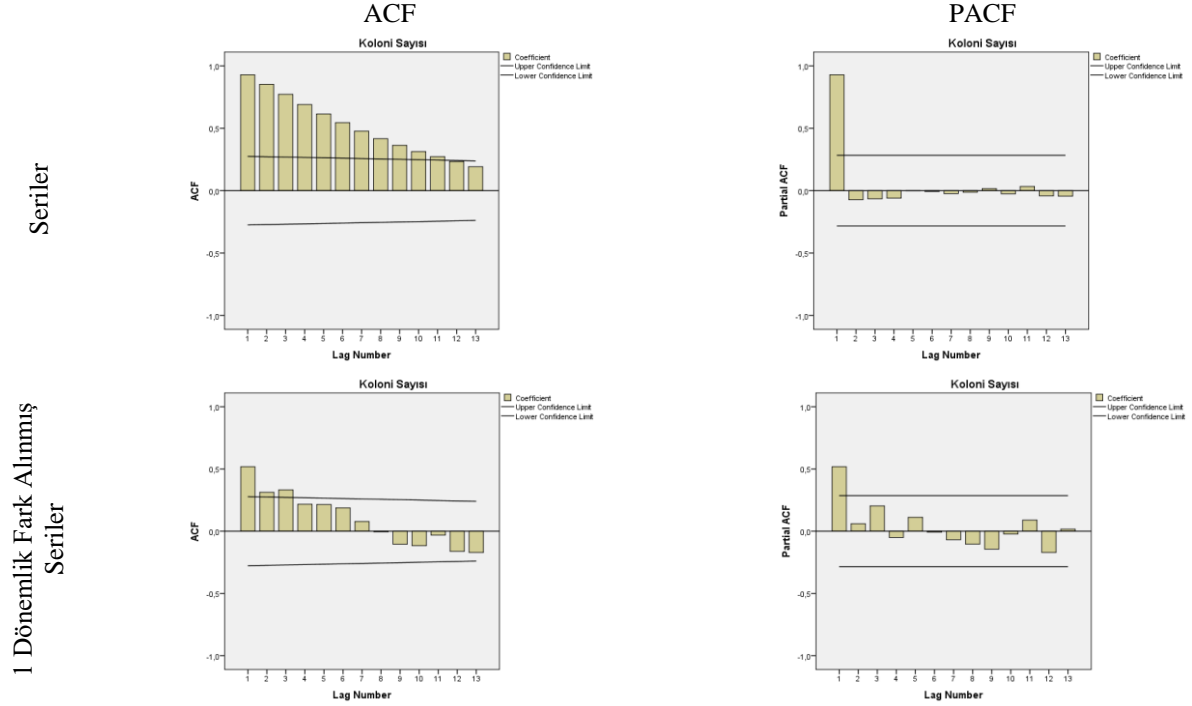 ACF
PACF
Seriler
Koloni Sayısı
Coefficient
Upper Confidence Limit
Lower Confidence Limit
1,0
0,5
0,0
-0,5
-1,0
ACF
1 2 3 4 5 6 7 8 9 10 11 12 13
Lag Number
Koloni Sayısı
Coefficient
Upper Confidence Limit
Lower Confidence Limit
1,0
0,5
0,0
-0,5
-1,0
Partial ACF
1 2 3 4 5 6 7 8 9 10 11 12 13
Lag Number
1 Dönemlik Fark Alınmış
Seriler
Koloni Sayısı
Coefficient
Upper Confidence Limit
Lower Confidence Limit
1,0
0,5
0,0
-0,5
-1,0
ACF
1 2 3 4 5 6 7 8 9 10 11 12 13
Lag Number
Koloni Sayısı
Coefficient
Upper Confidence Limit
Lower Confidence Limit
1,0
0,5
0,0
-0,5
-1,0
Partial ACF
1 2 3 4 5 6 7 8 9 10 11 12 13
Lag Number